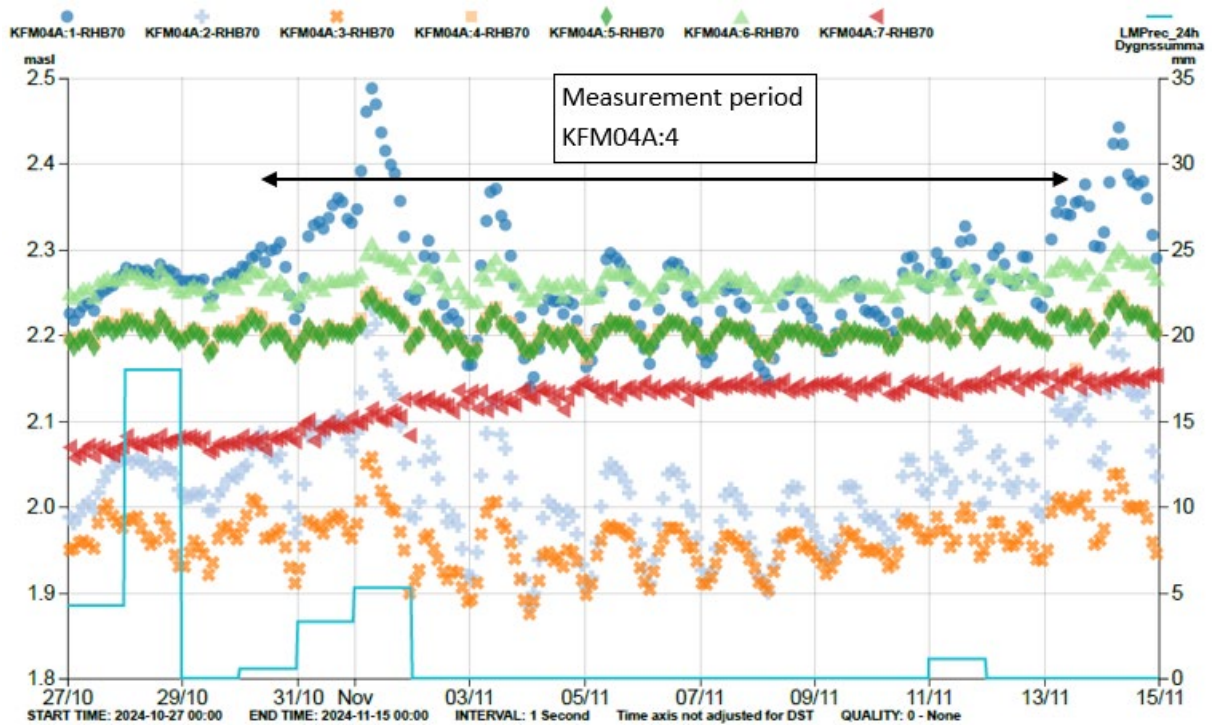 KFM04A:1-RHB70 KFM04A:2-RHB70 KFM04A:3-RHB70 KFM04A:4-RHB70 KFM04A:5-RHB70 KFM04A:6-RHB70 KFM04A:7-RHB70 LMPrec_24h
Dygnssumma
masl mm
2.5 35
Measurement period
KFM04A:4
2.4 30
2.3 25
2.2 20
2.1 15
2.0 10
1.9 5
1.8 0
27/10 29/10 31/10 Nov 03/11 05/11 07/11 09/11 11/11 13/11 15/11
START TIME: 2024-10-27 00:00 END TIME: 2024-11-15 00:00 INTERVAL: 1 Second Time axis not adjusted for DST QUALITY: 0 - None